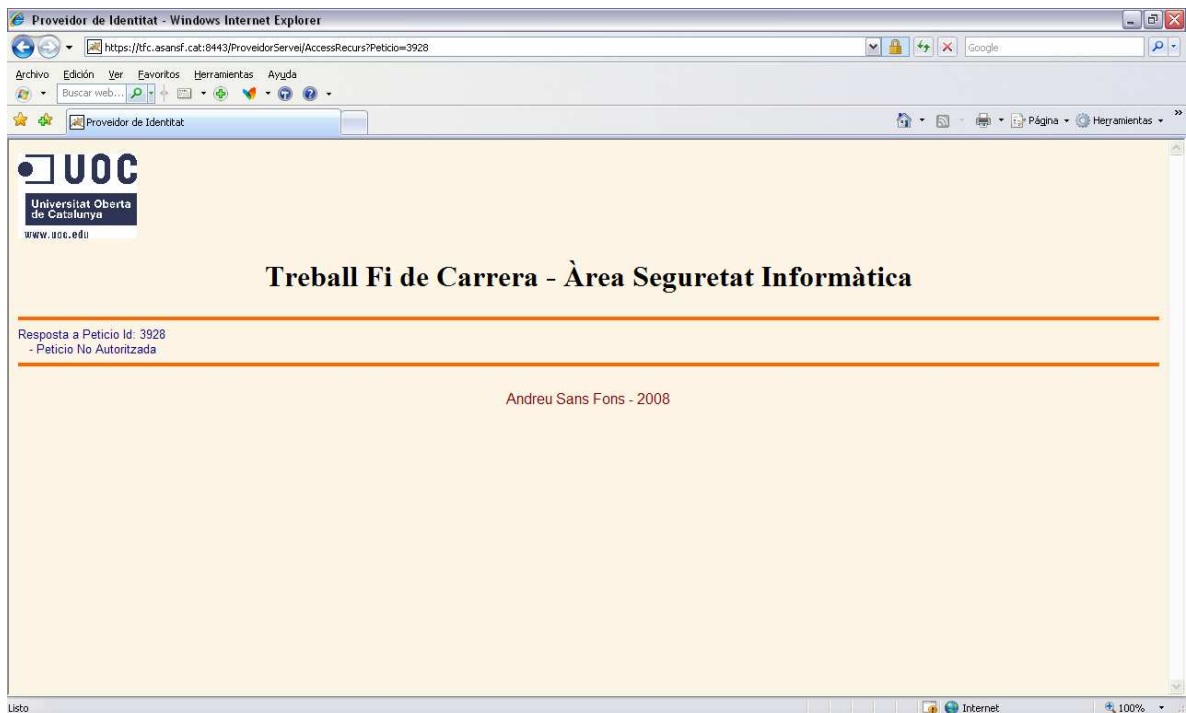 Proveidor de Identitat - Windows Internet Explorer
https://tfc.asansf.cat:8443/ProveidorServei/AccessRecurs?Peticio=3928
Google
Archivo Edición Ver Favoritos Herramientas Ayuda
Buscar web...
Proveidor de Identitat
Página
Herramientas
UOC
Universitat Oberta
de Catalunya
www.uoc.edu
Treball Fi de Carrera - Àrea Seguretat Informàtica
Resposta a Peticio Id: 3928
- Peticio No Autoritzada
Andreu Sans Fons - 2008
Listo
Internet
100%